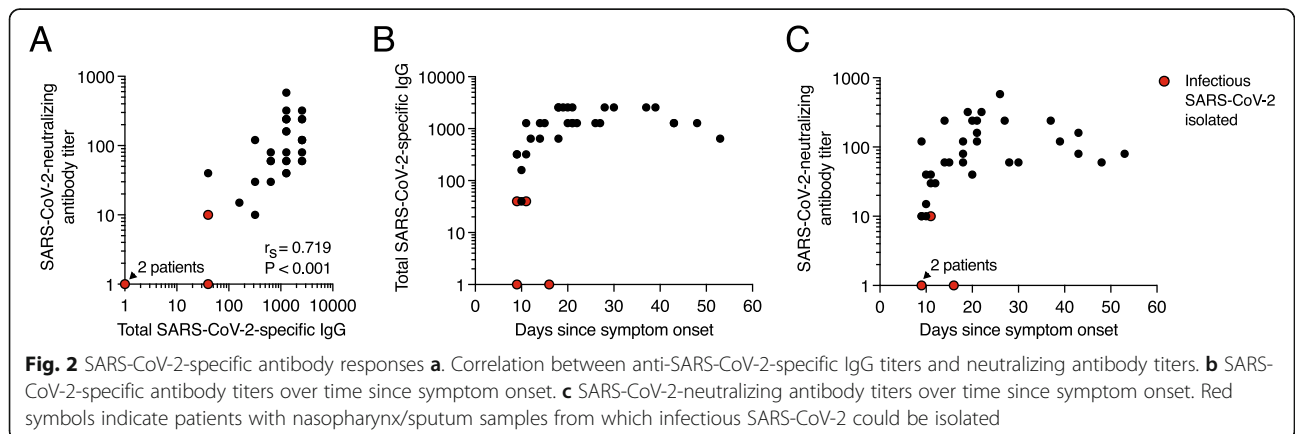 A
B
C
SARS-CoV-2-neutralizing
antibody titer
1000
100
10
1
2 patients
rS= 0.719
P < 0.001
1
10
100
1000
10000
Total SARS-CoV-2-specific IgG
Total SARS-CoV-2-specific IgG
10000
1000
100
10
1
0
10
20
30
40
50
60
Days since symptom onset
SARS-CoV-2-neutralizing
antibody titer
1000
100
10
1
2 patients
0
10
20
30
40
50
60
Days since symptom onset
Infectious
SARS-CoV-2
isolated
Fig. 2 SARS-CoV-2-specific antibody responses a. Correlation between anti-SARS-CoV-2-specific IgG titers and neutralizing antibody titers. b SARS-
CoV-2-specific antibody titers over time since symptom onset. c SARS-CoV-2-neutralizing antibody titers over time since symptom onset. Red
symbols indicate patients with nasopharynx/sputum samples from which infectious SARS-CoV-2 could be isolated